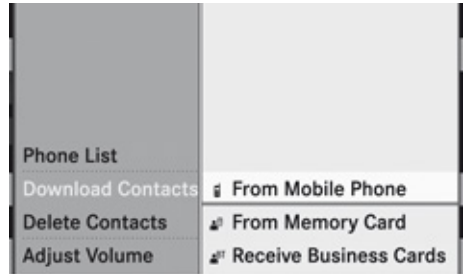 Phone List
Download Contacts
Delete Contacts
Adjust Volume
From Mobile Phone
From Memory Card
Receive Business Cards